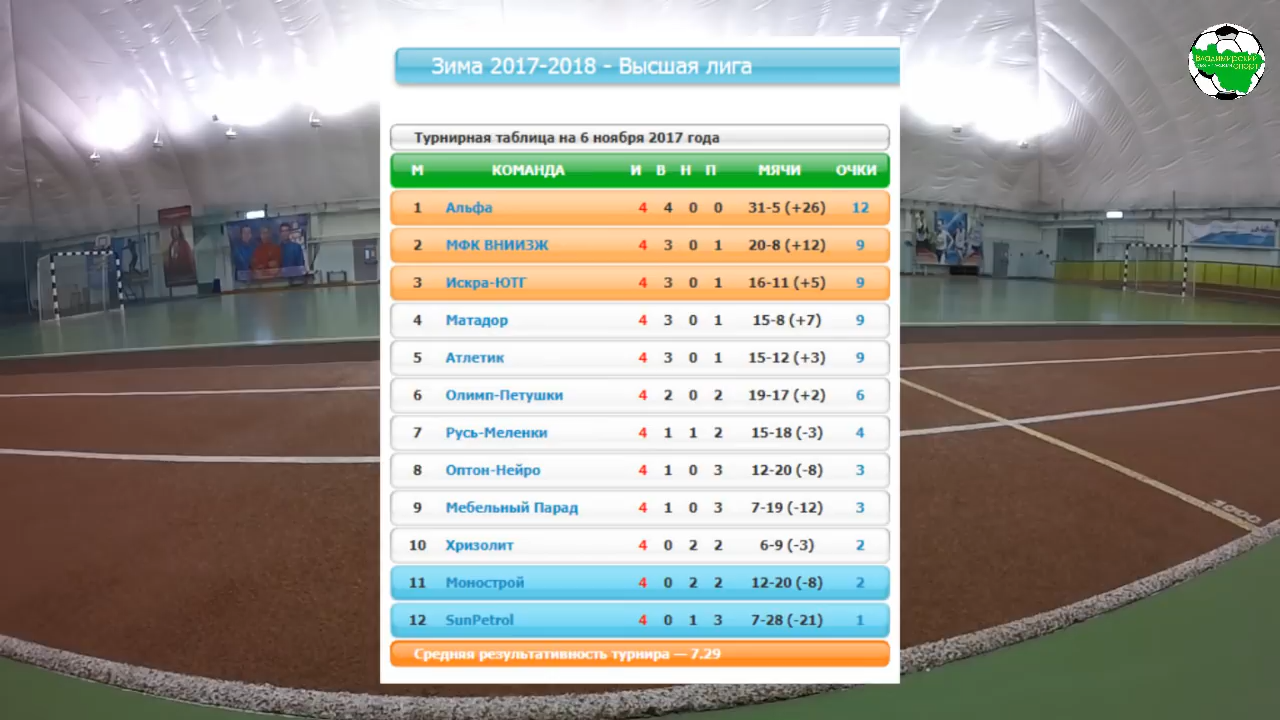 Владимирский
спорт
Зима 2017-2018 - Высшая лига
Турнирная таблица на 6 ноября 2017 года
М КОМАНДА И В Н П МЯЧИ ОЧКИ
1 Альфа 4 4 0 0 31-5 (+26) 12
2 МФК ВНИИЗЖ 4 3 0 1 20-8 (+12) 9
3 Искра-ЮТГ 4 3 0 1 16-11 (+5) 9
4 Матадор 4 3 0 1 15-8 (+7) 9
5 Атлетик 4 3 0 1 15-12 (+3) 9
6 Олимп-Петушки 4 2 0 2 19-17 (+2) 6
7 Русь-Меленки 4 1 1 2 15-18 (-3) 4
8 Оптон-Нейро 4 1 0 3 12-20 (-8) 3
9 Мебельный Парад 4 1 0 3 7-19 (-12) 3
10 Хризолит 4 0 2 2 6-9 (-3) 2
11 Монострой 4 0 2 2 12-20 (-8) 2
12 SunPetrol 4 0 1 3 7-28 (-21) 1
Средняя результативность турнира — 7.29